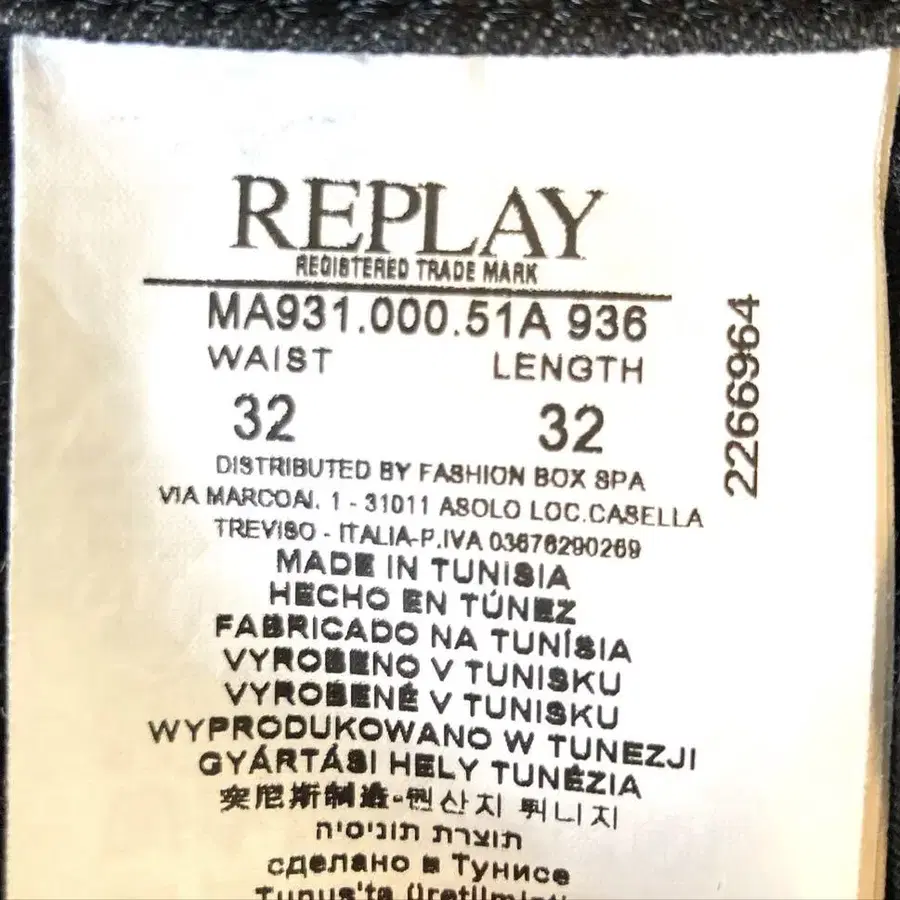 REPLAY
REGISTERED TRADE MARK
MA931.000.51A 936
WAIST LENGTH
32 32
2266964
DISTRIBUTED BY FASHION BOX SPA
VIA MARCONI, 1 - 31011 ASOLO LOC.CASELLA
TREVISO - ITALIA-P.IVA 03676290269
MADE IN TUNISIA
HECHO EN TÚNEZ
FABRICADO NA TUNÍSIA
VYROBENO V TUNISKU
VYROBENÉ V TUNISKU
WYPRODUKOWANO W TUNEZJI
GYÁRTÁSI HELY TUNÉZIA
突尼斯制造-원산지 튀니지
תוצרת תוניסיה
сделано в Тунисе
Tunus'ta üretilmiştir